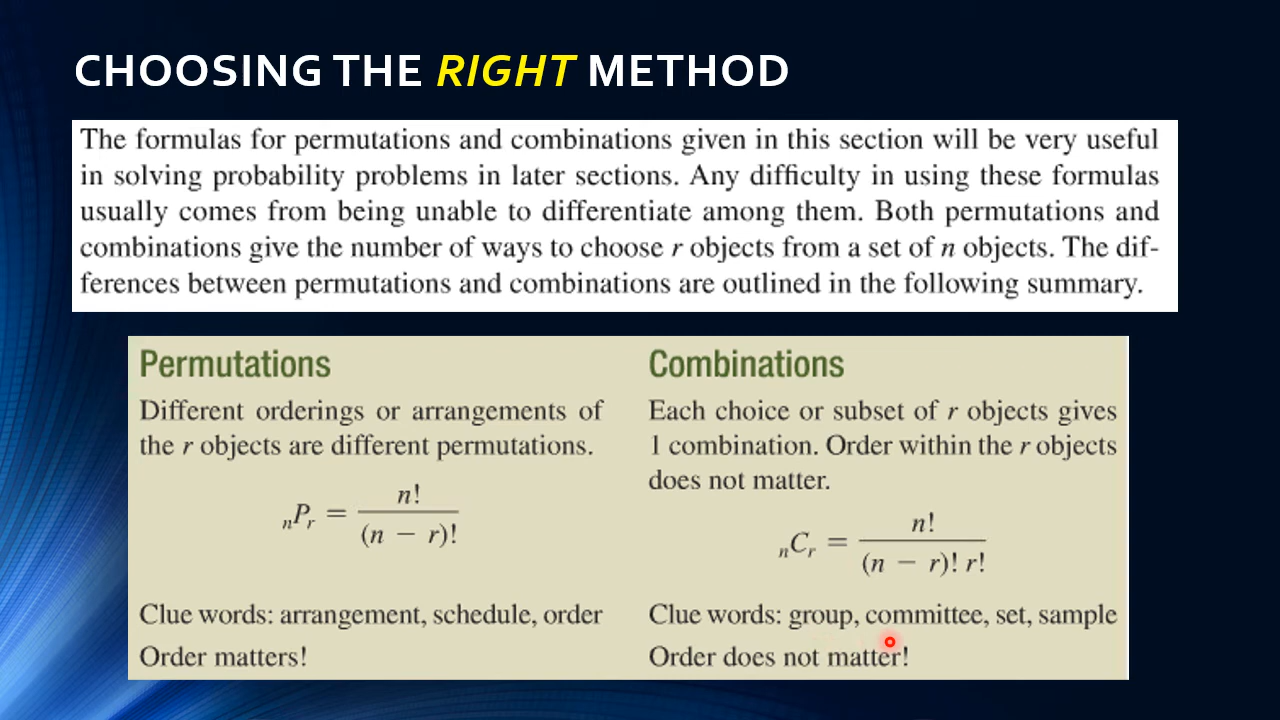 CHOOSING THE RIGHT METHOD
The formulas for permutations and combinations given in this section will be very useful
in solving probability problems in later sections. Any difficulty in using these formulas
usually comes from being unable to differentiate among them. Both permutations and
combinations give the number of ways to choose r objects from a set of n objects. The dif-
ferences between permutations and combinations are outlined in the following summary.
Permutations
Different orderings or arrangements of
the r objects are different permutations.
nPr = n! / (n − r)!
Clue words: arrangement, schedule, order
Order matters!
Combinations
Each choice or subset of r objects gives
1 combination. Order within the r objects
does not matter.
nCr = n! / (n − r)! r!
Clue words: group, committee, set, sample
Order does not matter!